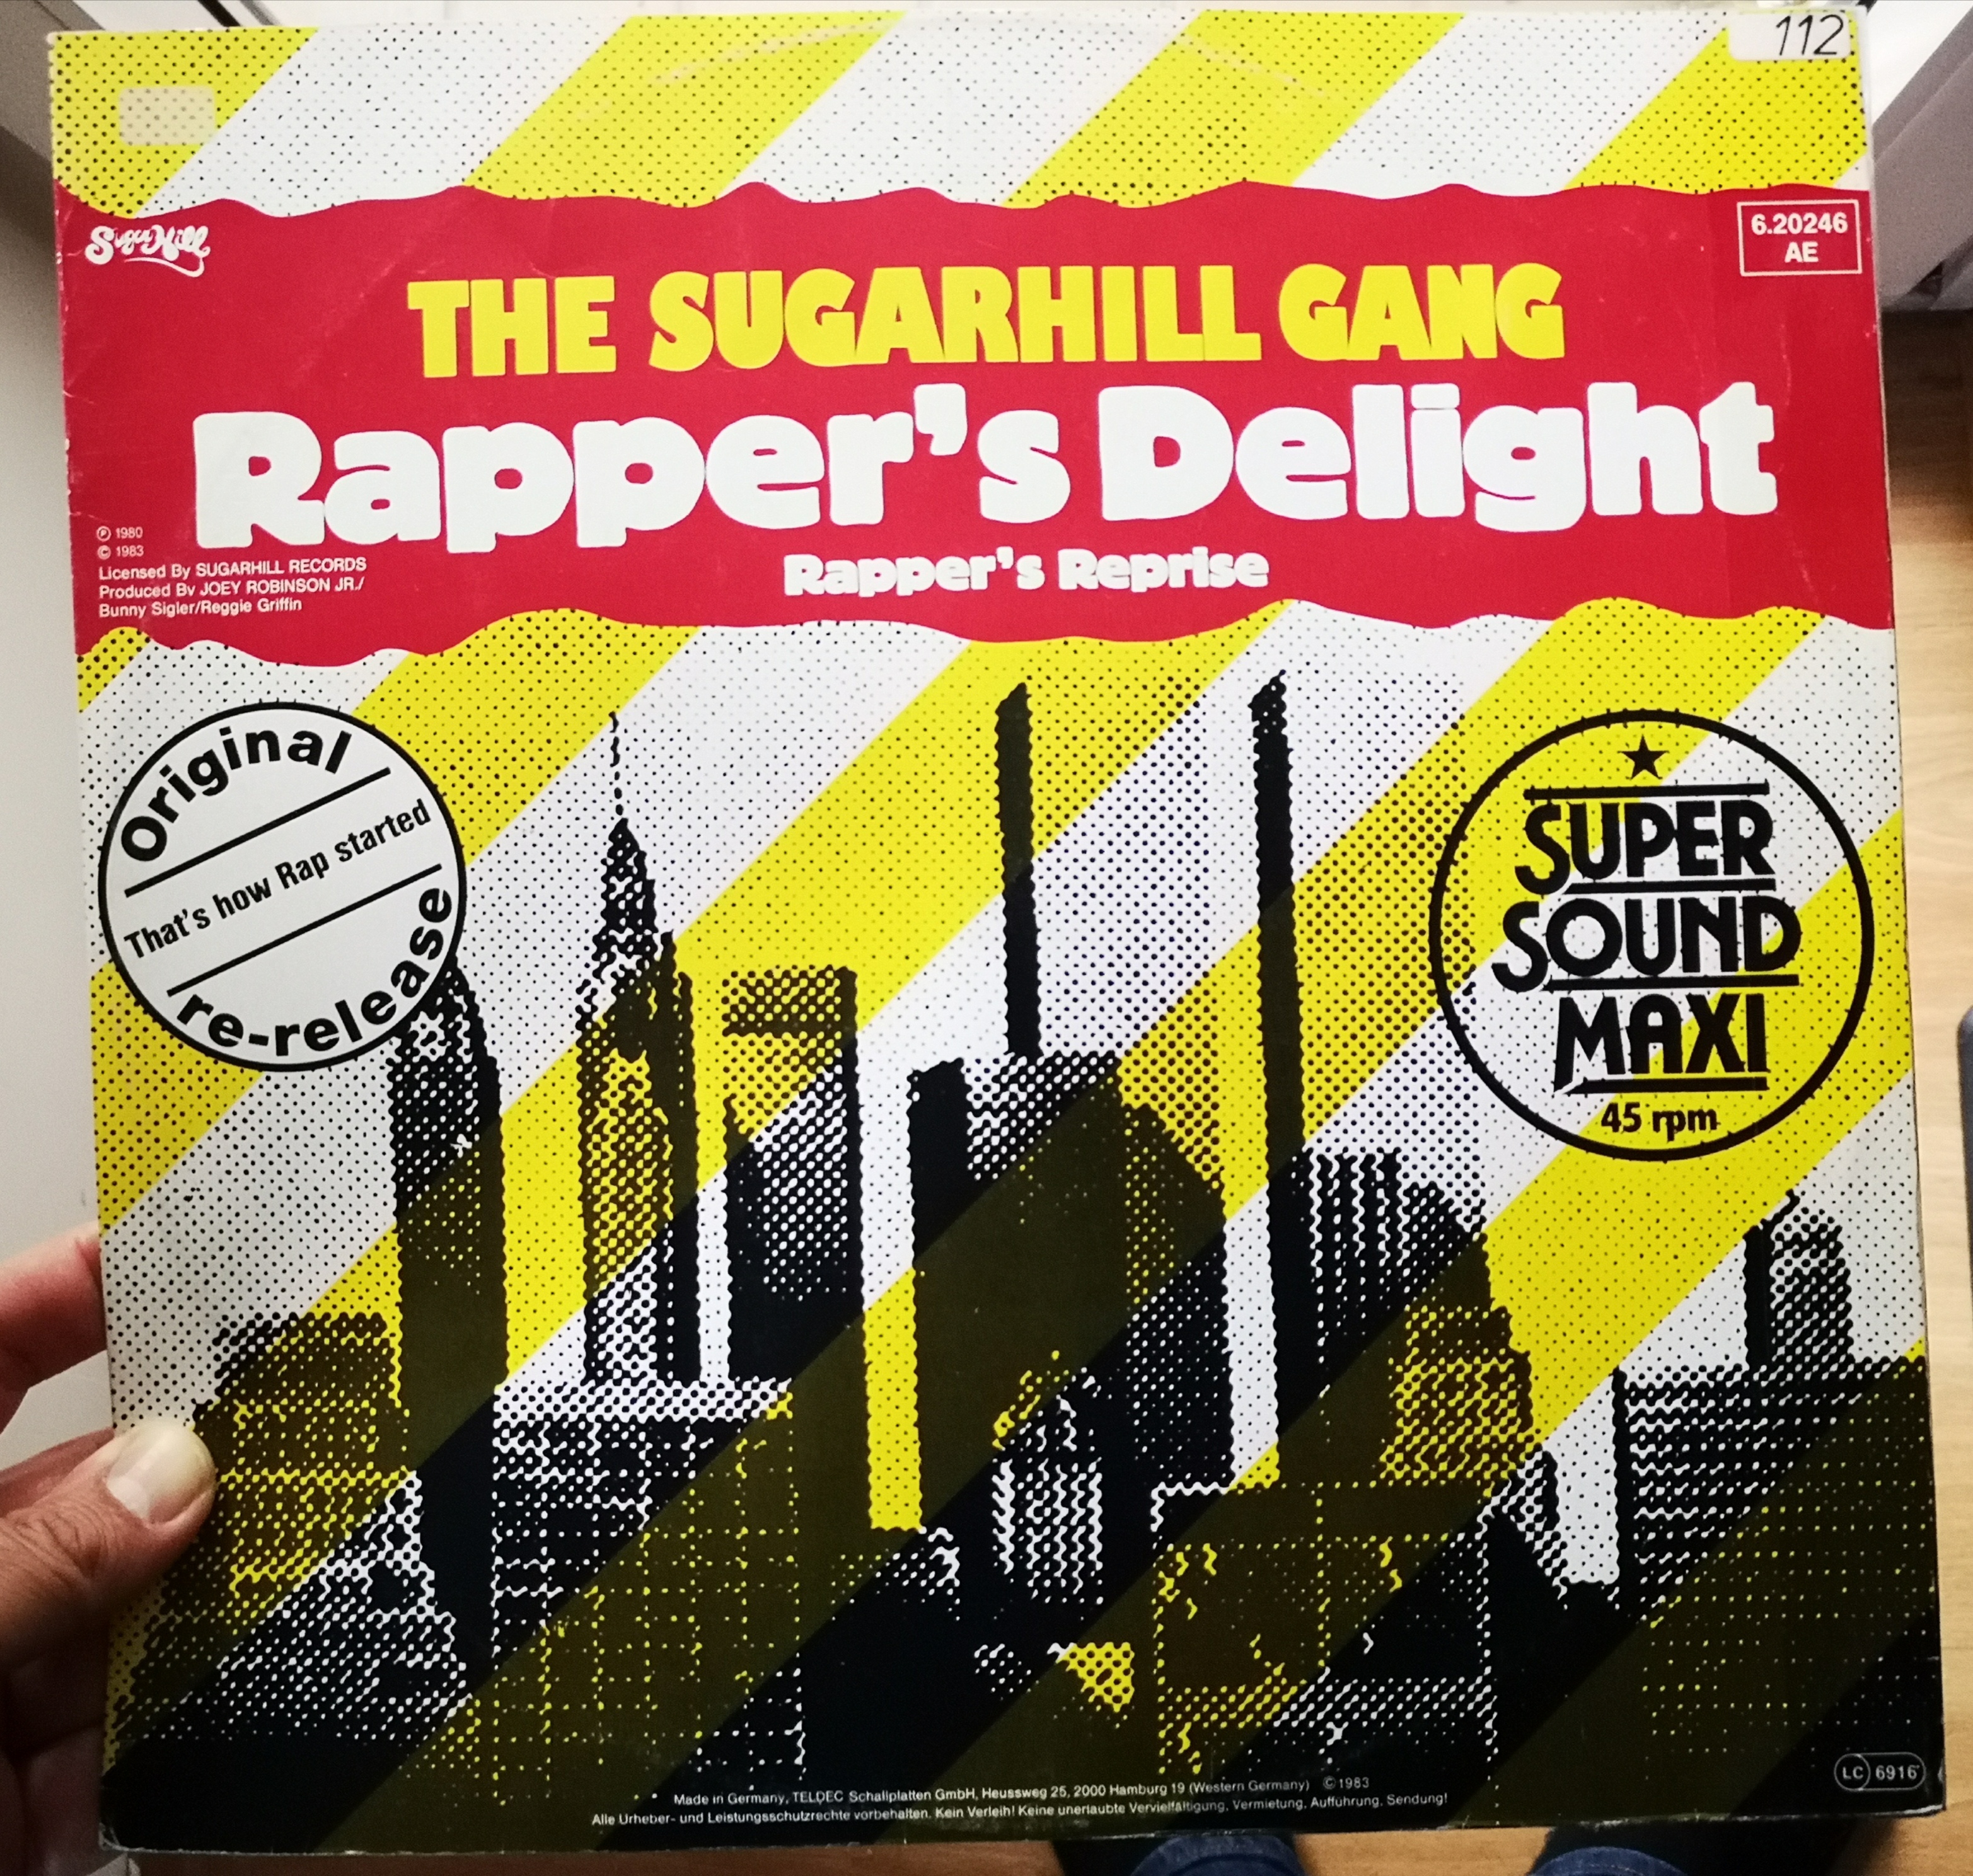 112
Sugar Hill
6.20246
AE
THE SUGARHILL GANG
Rapper's Delight
Rapper's Reprise
℗ 1980
© 1983
Licensed By SUGARHILL RECORDS
Produced By JOEY ROBINSON JR./
Bunny Sigler/Reggie Griffin
Original
That's how Rap started
re-release
SUPER
SOUND
MAXI
45 rpm
LC 6916
Made in Germany, TELDEC Schallplatten GmbH, Heussweg 25, 2000 Hamburg 19 (Western Germany) © 1983
Alle Urheber- und Leistungsschutzrechte vorbehalten. Kein Verleih! Keine unerlaubte Vervielfältigung, Vermietung, Aufführung, Sendung!